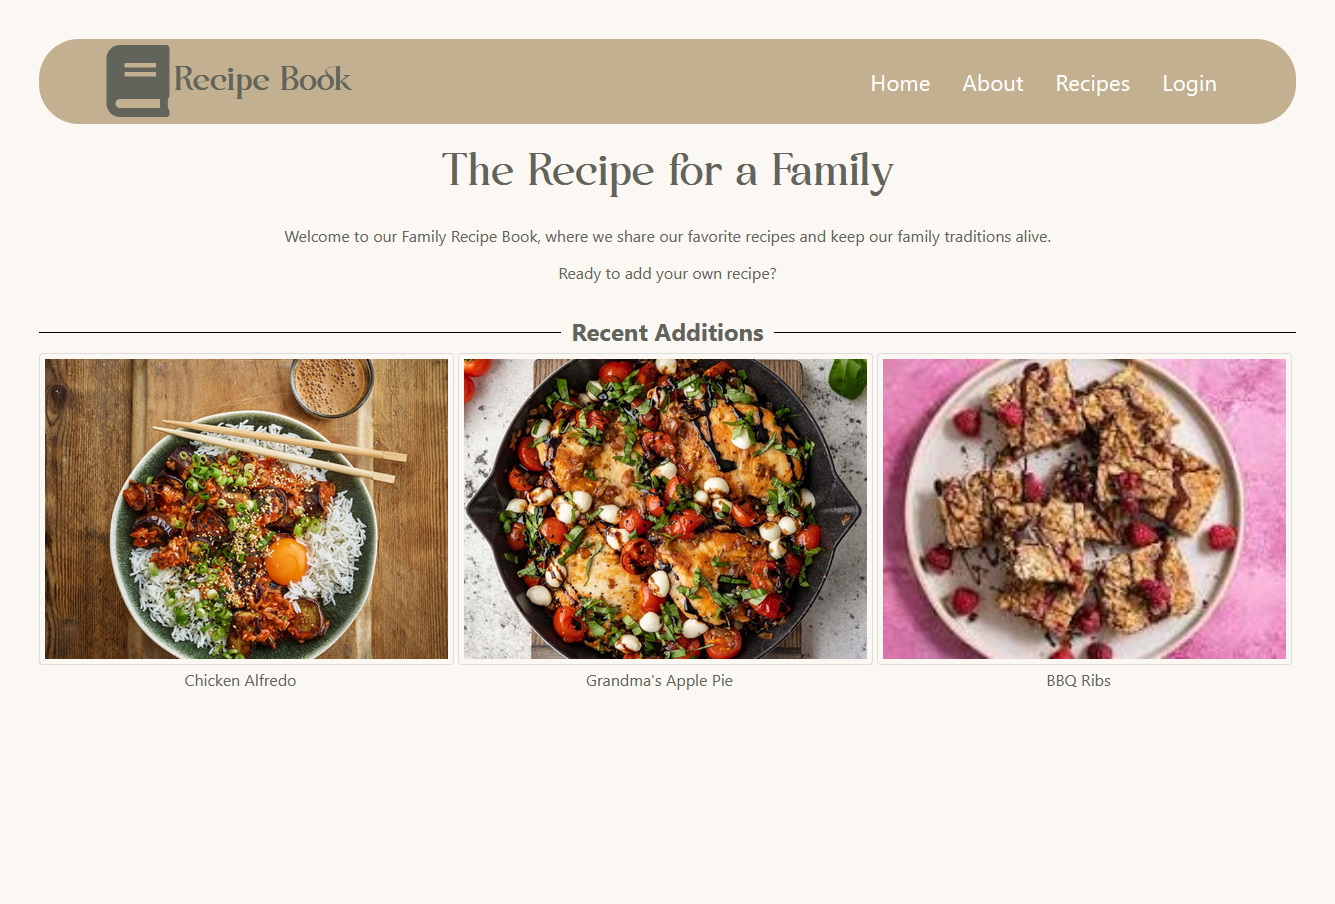 Recipe Book
Home About Recipes Login
The Recipe for a Family
Welcome to our Family Recipe Book, where we share our favorite recipes and keep our family traditions alive.
Ready to add your own recipe?
Recent Additions
Chicken Alfredo
Grandma's Apple Pie
BBQ Ribs